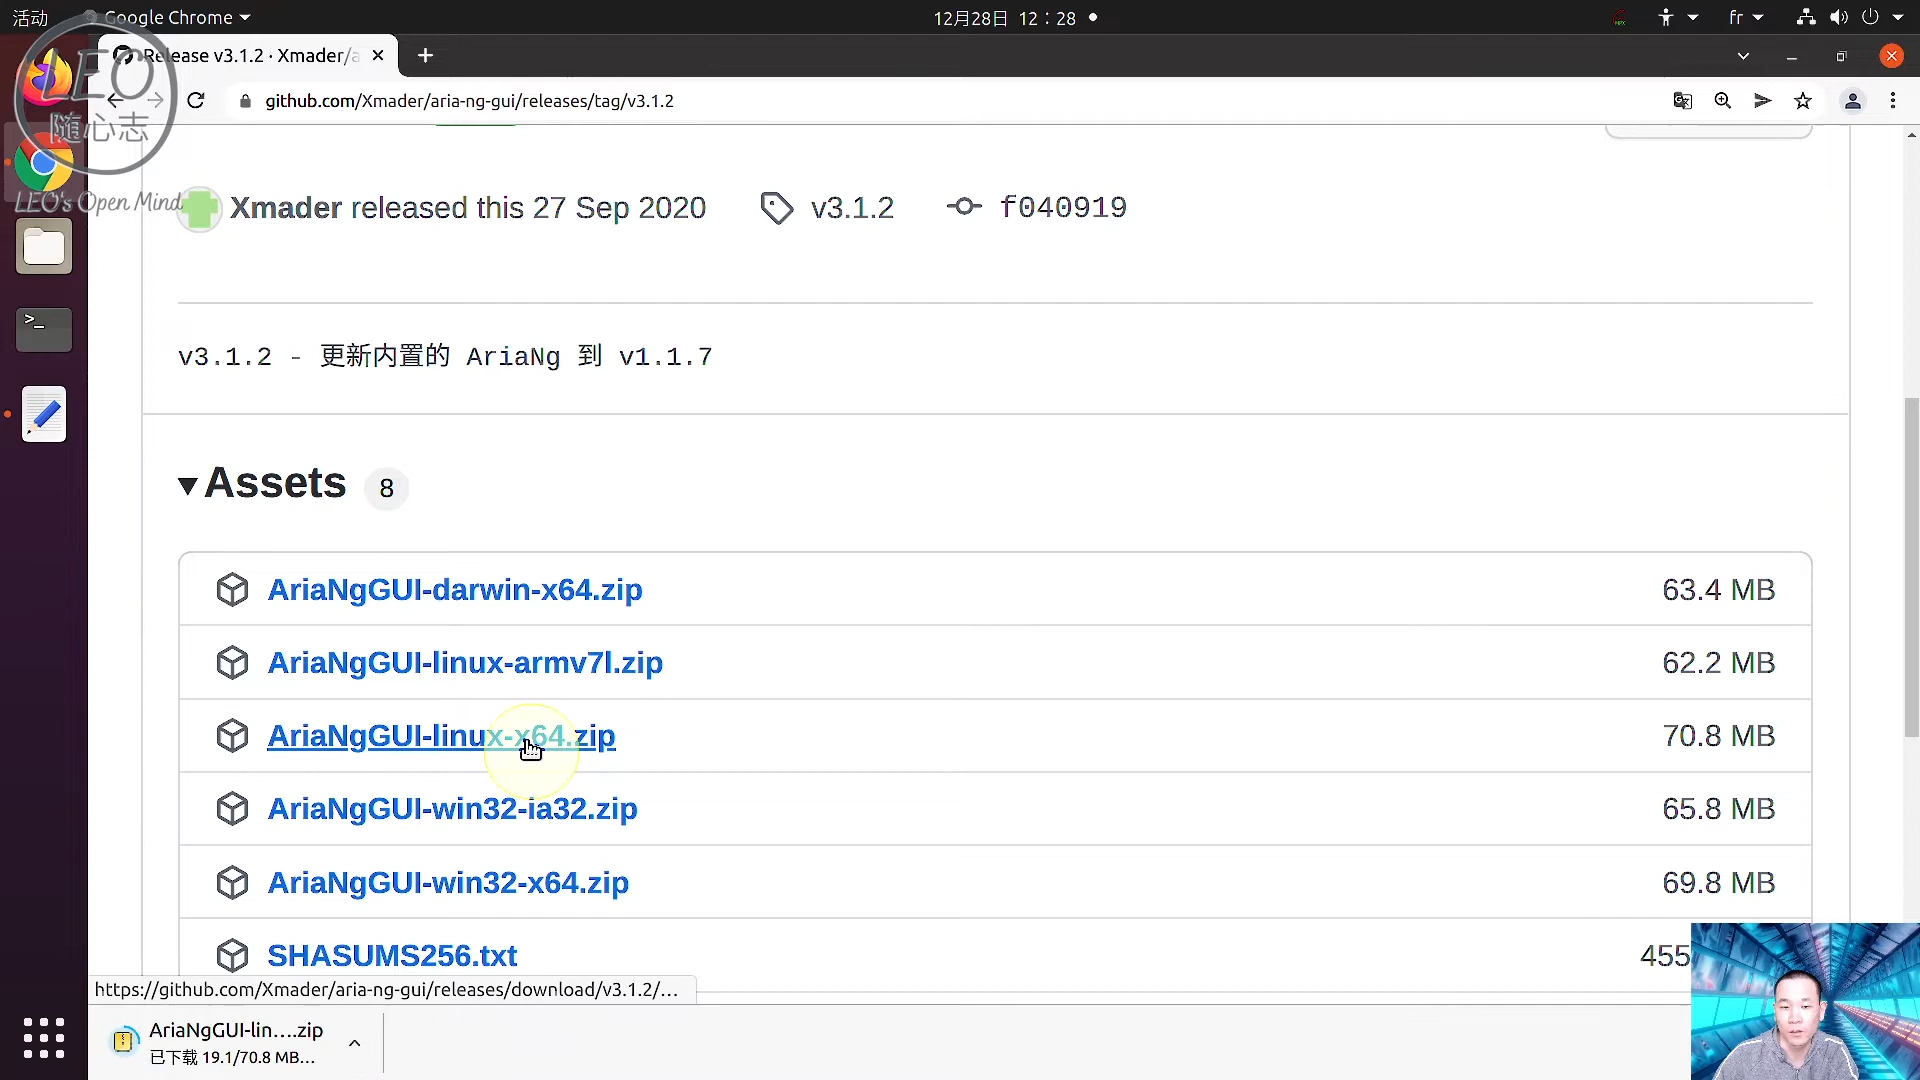 活动
Google Chrome
12月28日 12：28
fr
Release v3.1.2 · Xmader/a
github.com/Xmader/aria-ng-gui/releases/tag/v3.1.2
LEO
随心志
LEO's Open Mind
Xmader released this 27 Sep 2020
v3.1.2
f040919
v3.1.2 - 更新内置的 AriaNg 到 v1.1.7
Assets 8
AriaNgGUI-darwin-x64.zip 63.4 MB
AriaNgGUI-linux-armv7l.zip 62.2 MB
AriaNgGUI-linux-x64.zip 70.8 MB
AriaNgGUI-win32-ia32.zip 65.8 MB
AriaNgGUI-win32-x64.zip 69.8 MB
SHASUMS256.txt 455
https://github.com/Xmader/aria-ng-gui/releases/download/v3.1.2/...
AriaNgGUI-lin....zip
已下载 19.1/70.8 MB...